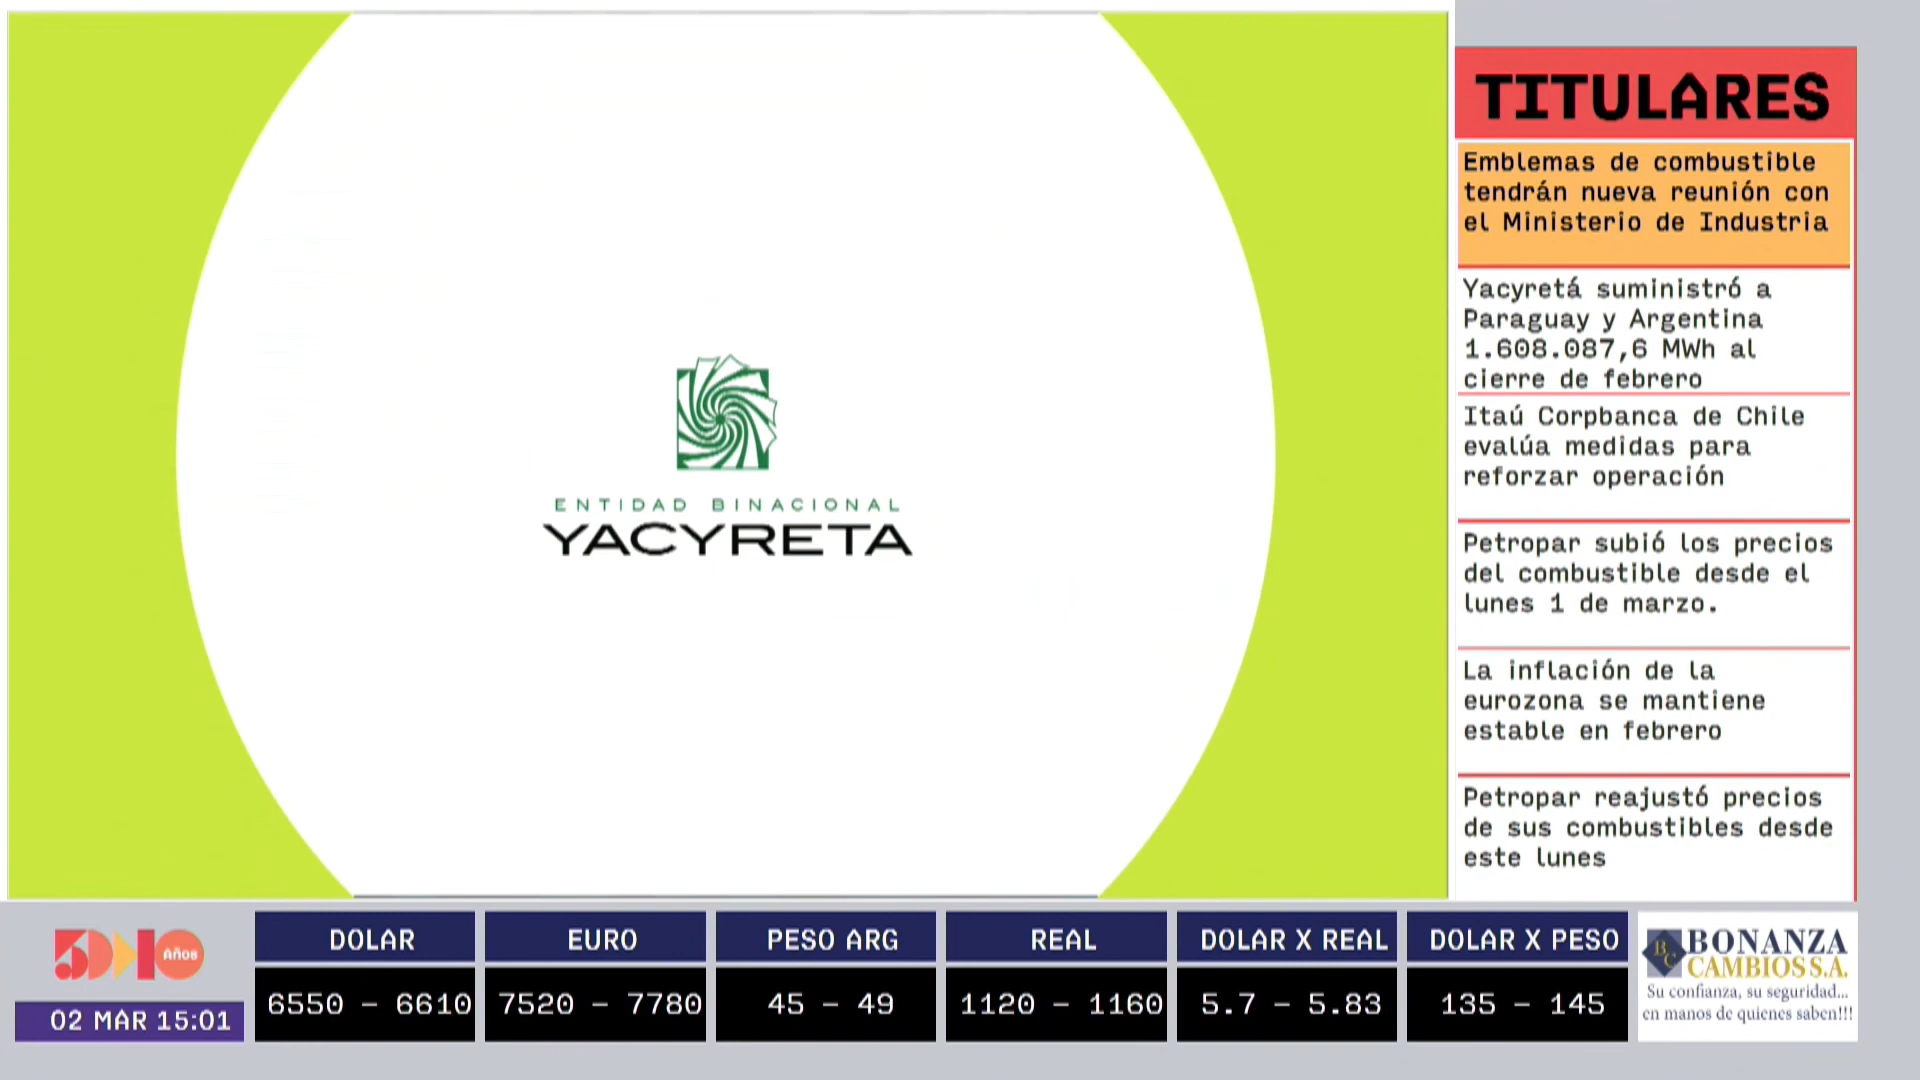 ENTIDAD BINACIONAL
YACYRETA
TITULARES
Emblemas de combustible
tendrán nueva reunión con
el Ministerio de Industria
Yacyretá suministró a
Paraguay y Argentina
1.608.087,6 MWh al
cierre de febrero
Itaú Corpbanca de Chile
evalúa medidas para
reforzar operación
Petropar subió los precios
del combustible desde el
lunes 1 de marzo.
La inflación de la
eurozona se mantiene
estable en febrero
Petropar reajustó precios
de sus combustibles desde
este lunes
Años
02 MAR 15:01
DOLAR
6550 - 6610
EURO
7520 - 7780
PESO ARG
45 - 49
REAL
1120 - 1160
DOLAR X REAL
5.7 - 5.83
DOLAR X PESO
135 - 145
BC
BONANZA
CAMBIOS S.A.
Su confianza, su seguridad...
en manos de quienes saben!!!